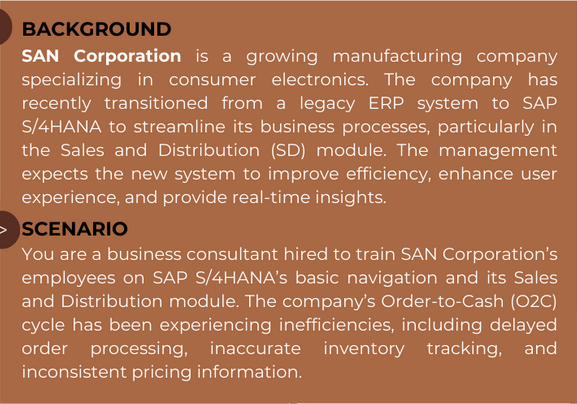 BACKGROUND
SAN Corporation is a growing manufacturing company
specializing in consumer electronics. The company has
recently transitioned from a legacy ERP system to SAP
S/4HANA to streamline its business processes, particularly in
the Sales and Distribution (SD) module. The management
expects the new system to improve efficiency, enhance user
experience, and provide real-time insights.
> SCENARIO
You are a business consultant hired to train SAN Corporation's
employees on SAP S/4HANA's basic navigation and its Sales
and Distribution module. The company's Order-to-Cash (O2C)
cycle has been experiencing inefficiencies, including delayed
order processing, inaccurate inventory tracking, and
inconsistent pricing information.